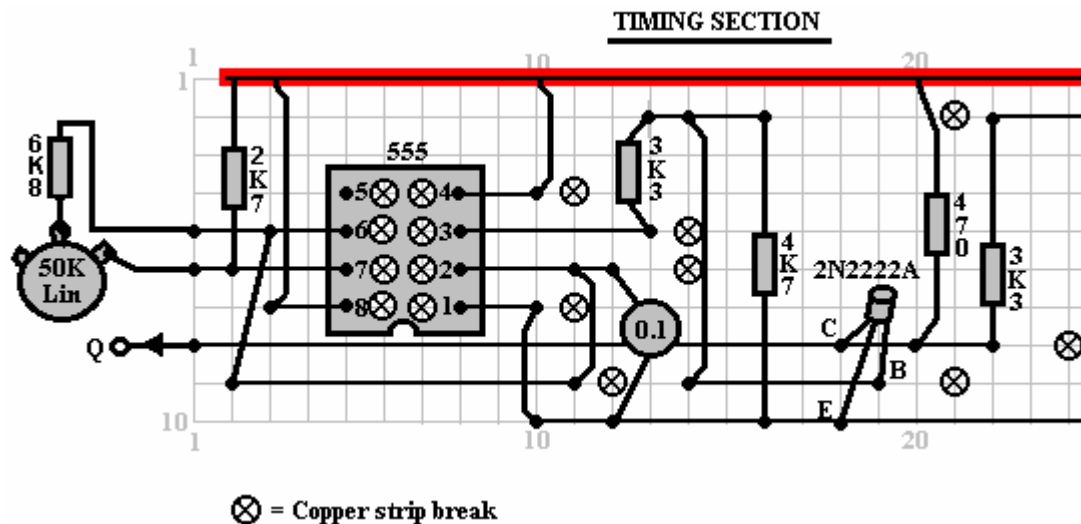 TIMING SECTION
1
10
20
1
6K8
2K7
555
3K3
5
4
6
3
7
2
8
1
50K
Lin
0.1
4K7
2N2222A
470
3K3
C
B
E
Q
10
1
10
20
= Copper strip break